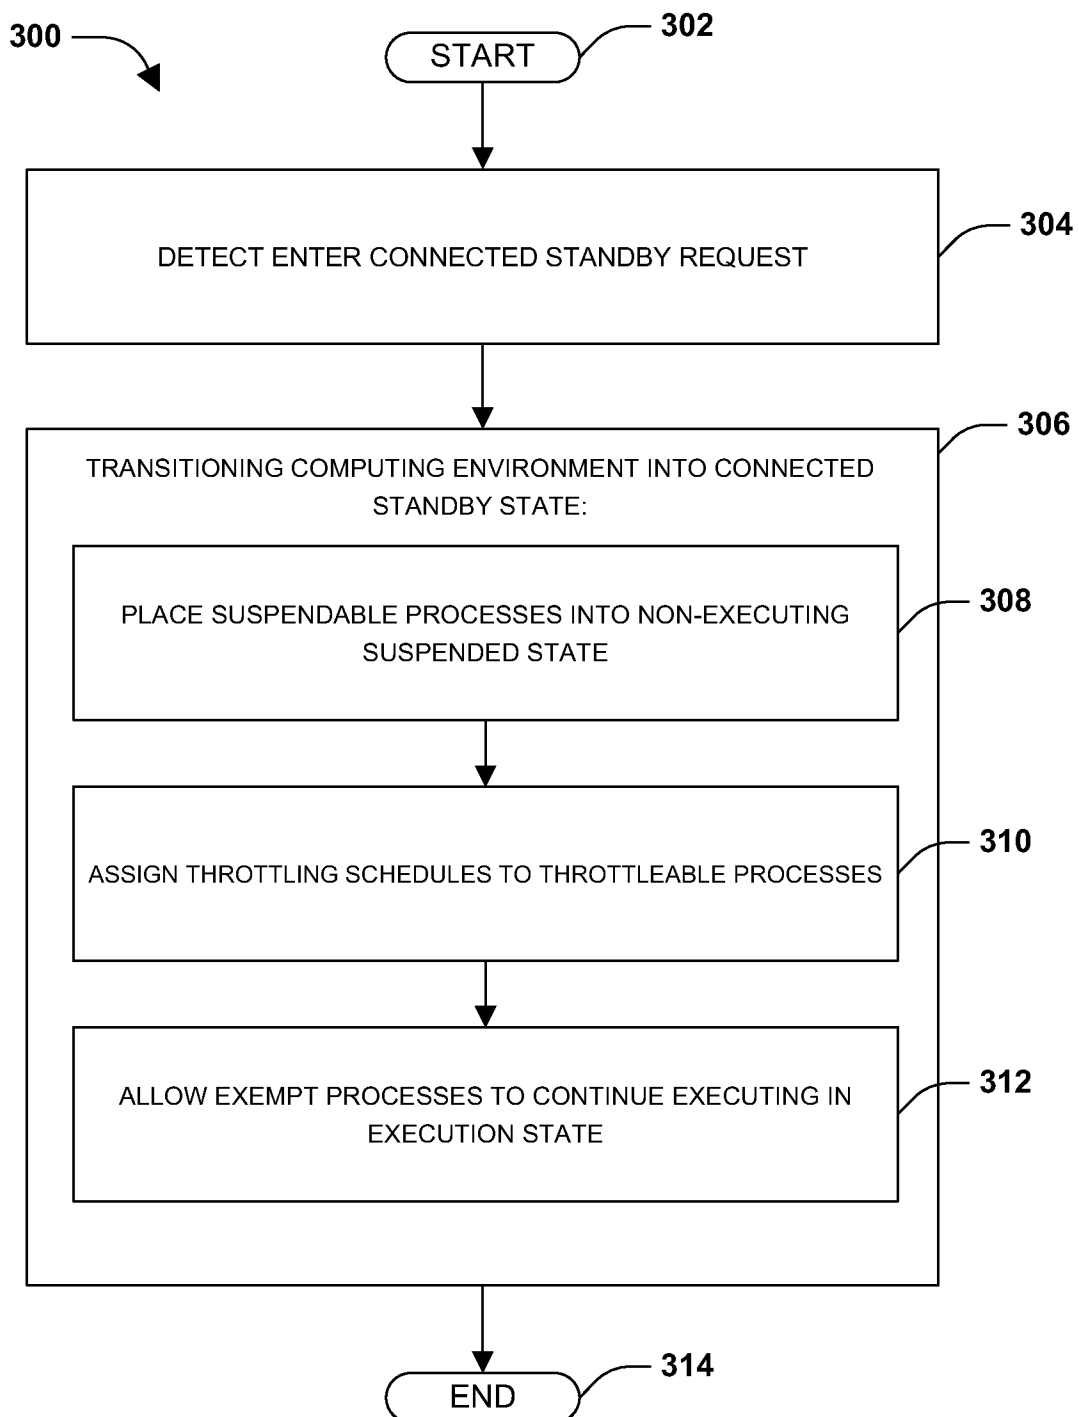 300
START
302
DETECT ENTER CONNECTED STANDBY REQUEST
304
306
TRANSITIONING COMPUTING ENVIRONMENT INTO CONNECTED
STANDBY STATE:
PLACE SUSPENDABLE PROCESSES INTO NON-EXECUTING
SUSPENDED STATE
308
ASSIGN THROTTLING SCHEDULES TO THROTTLEABLE PROCESSES
310
ALLOW EXEMPT PROCESSES TO CONTINUE EXECUTING IN
EXECUTION STATE
312
END
314